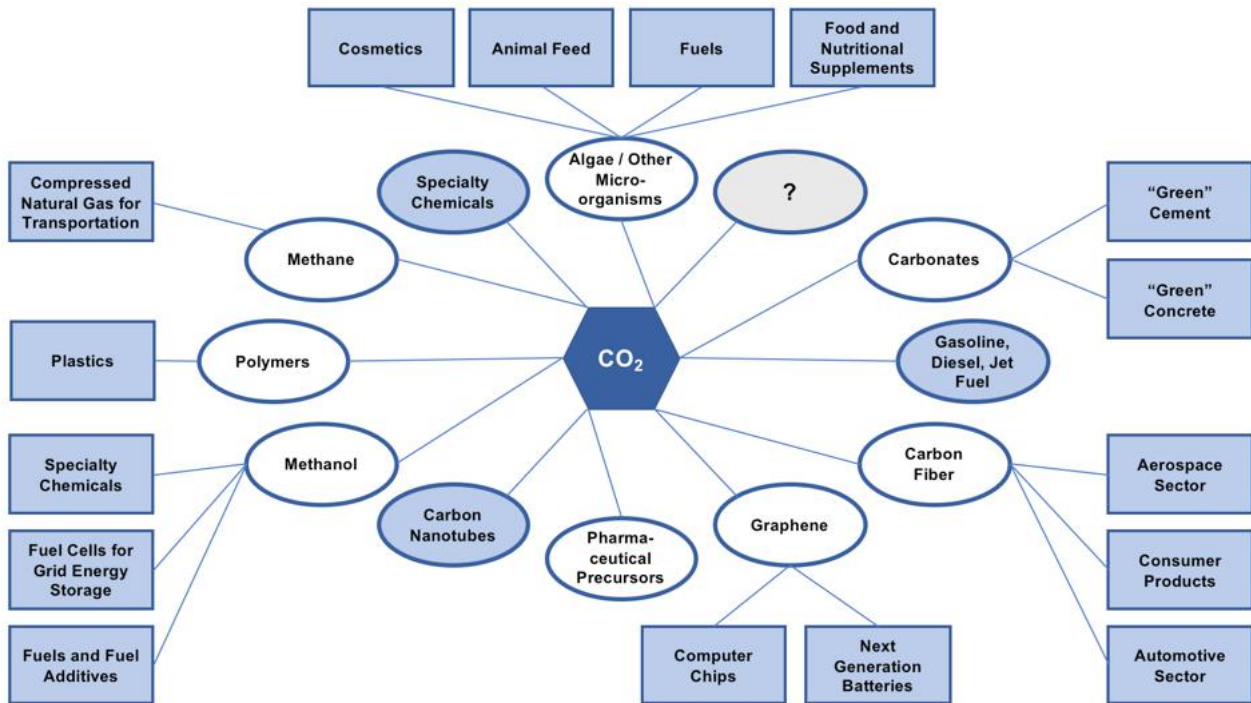 Cosmetics
Animal Feed
Fuels
Food and
Nutritional
Supplements
Compressed
Natural Gas for
Transportation
Specialty
Chemicals
Algae / Other
Micro-
organisms
?
“Green”
Cement
Methane
Carbonates
“Green”
Concrete
Plastics
Polymers
CO₂
Gasoline,
Diesel, Jet
Fuel
Specialty
Chemicals
Methanol
Carbon
Fiber
Aerospace
Sector
Carbon
Nanotubes
Pharma-
ceutical
Precursors
Graphene
Fuel Cells for
Grid Energy
Storage
Consumer
Products
Fuels and Fuel
Additives
Computer
Chips
Next
Generation
Batteries
Automotive
Sector